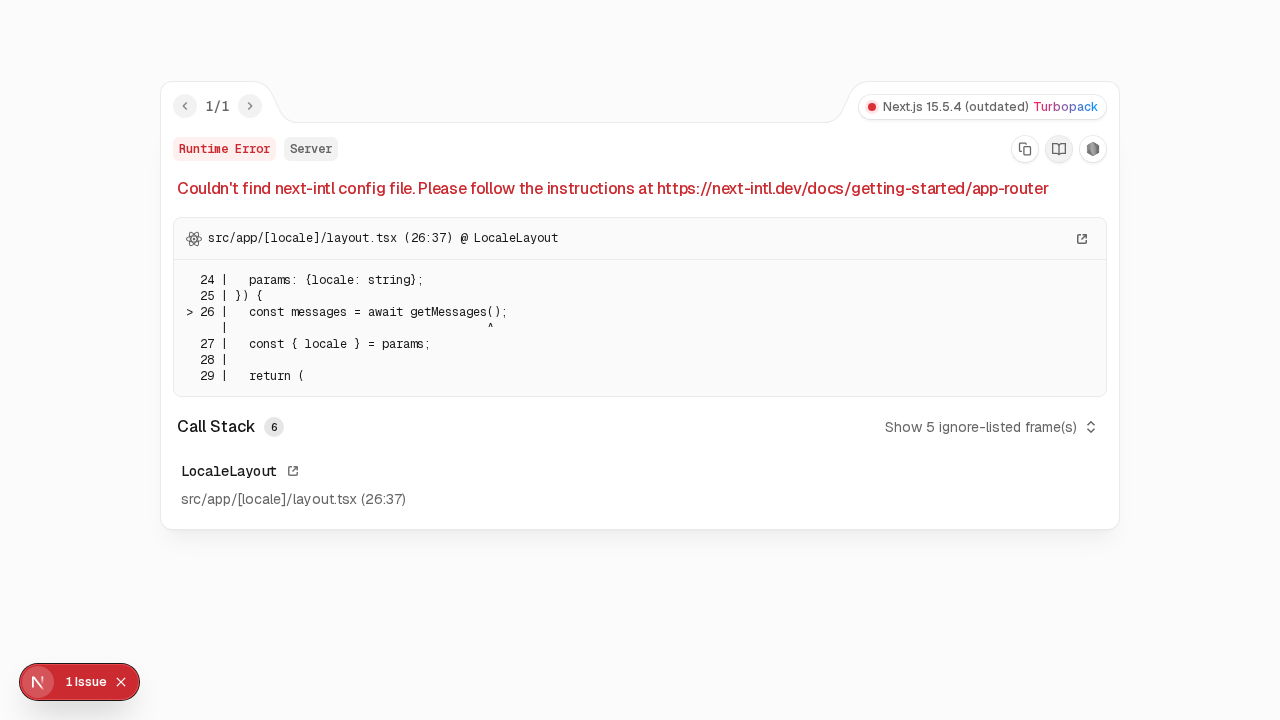 1/1
Next.js 15.5.4 (outdated) Turbopack
Runtime Error Server
Couldn't find next-intl config file. Please follow the instructions at https://next-intl.dev/docs/getting-started/app-router
src/app/[locale]/layout.tsx (26:37) @ LocaleLayout
24 |   params: {locale: string};
25 | }) {
> 26 |   const messages = await getMessages();
|                                     ^
27 |   const { locale } = params;
28 |
29 |   return (
Call Stack 6
Show 5 ignore-listed frame(s)
LocaleLayout
src/app/[locale]/layout.tsx (26:37)
N 1 Issue